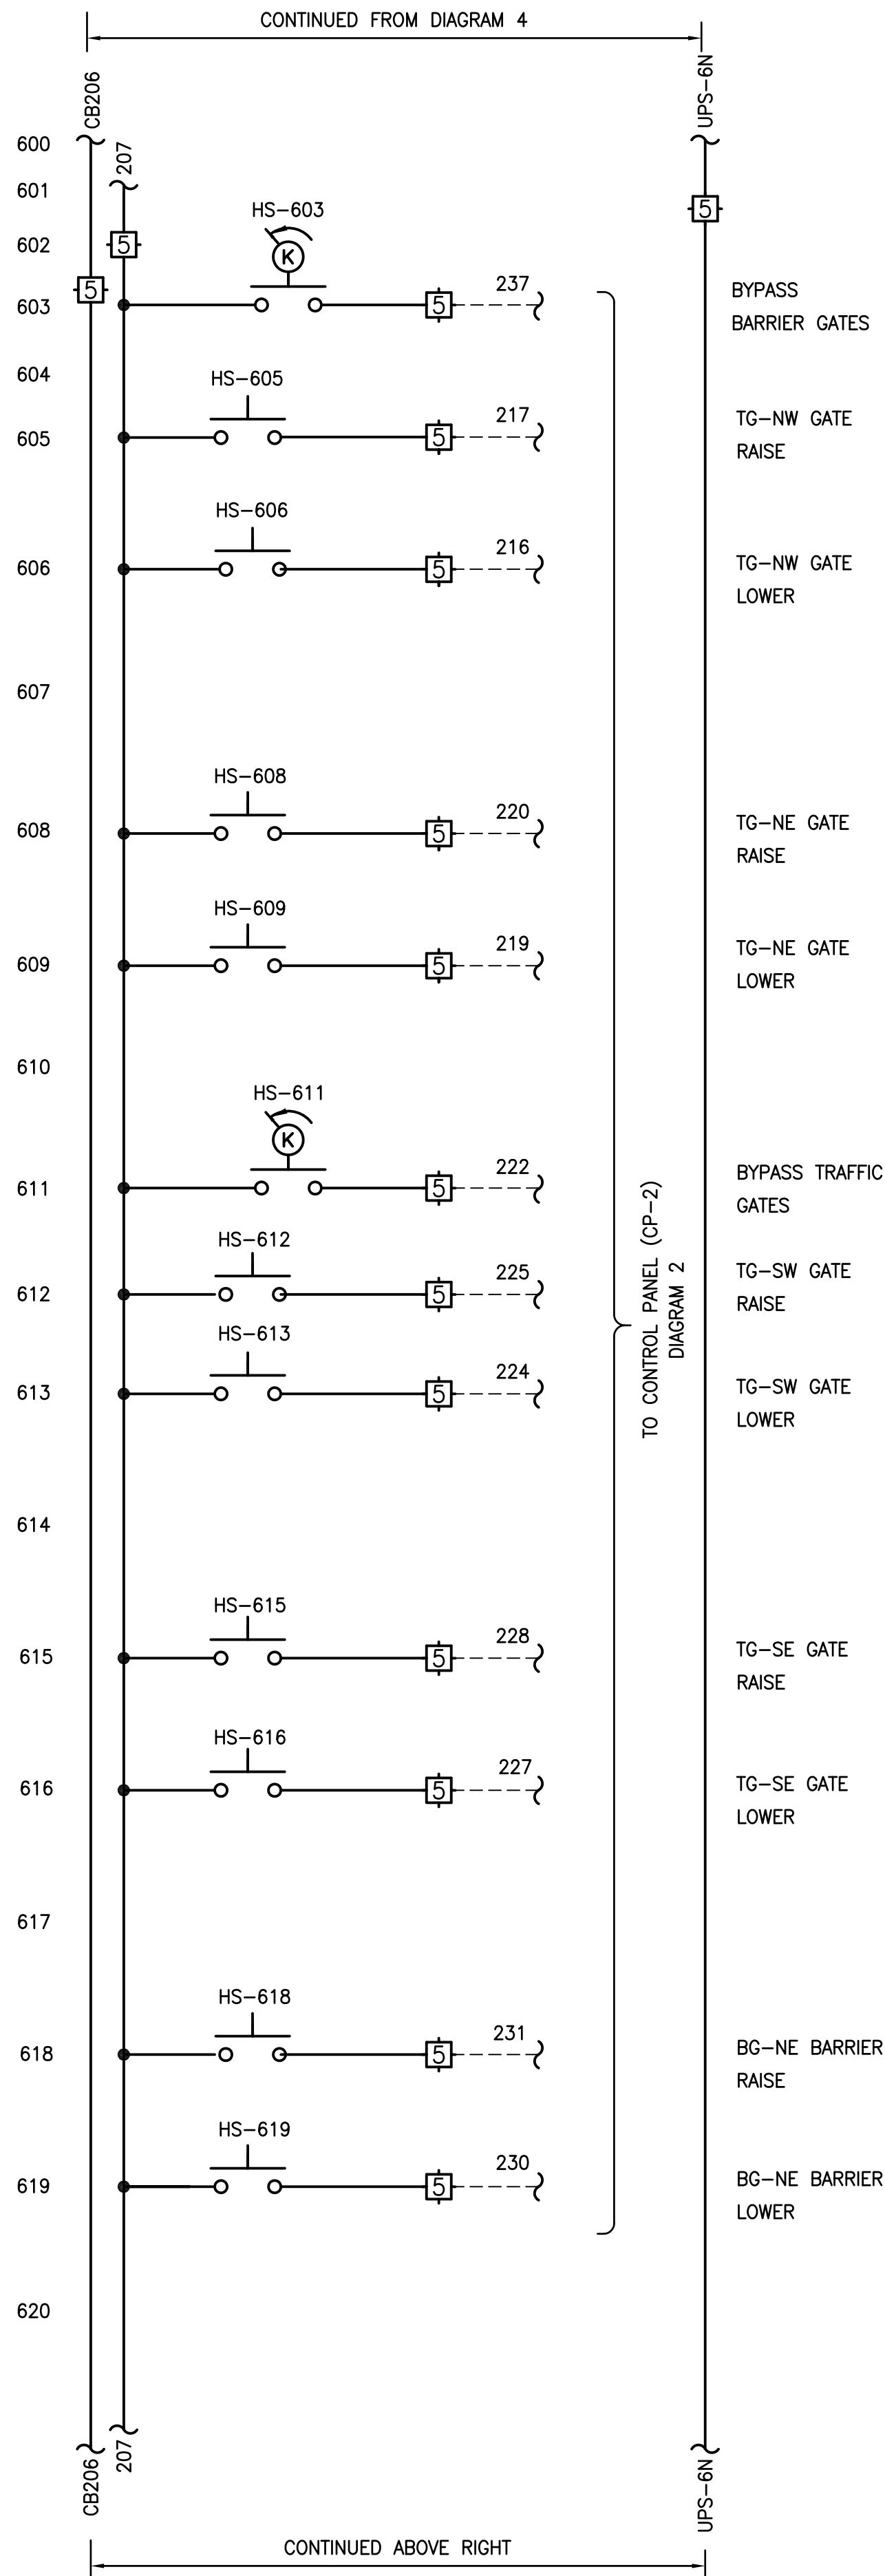 CONTINUED FROM DIAGRAM 4
CB206
UPS-6N
600
207
601
5
HS-603
602
5
K
5
603
5
237
BYPASS
BARRIER GATES
604
HS-605
605
5
217
TG-NW GATE
RAISE
HS-606
606
5
216
TG-NW GATE
LOWER
607
HS-608
608
5
220
TG-NE GATE
RAISE
HS-609
609
5
219
TG-NE GATE
LOWER
610
HS-611
K
611
5
222
BYPASS TRAFFIC
GATES
TO CONTROL PANEL (CP-2)
DIAGRAM 2
HS-612
612
5
225
TG-SW GATE
RAISE
HS-613
613
5
224
TG-SW GATE
LOWER
614
HS-615
615
5
228
TG-SE GATE
RAISE
HS-616
616
5
227
TG-SE GATE
LOWER
617
HS-618
618
5
231
BG-NE BARRIER
RAISE
HS-619
619
5
230
BG-NE BARRIER
LOWER
620
CB206
207
UPS-6N
CONTINUED ABOVE RIGHT